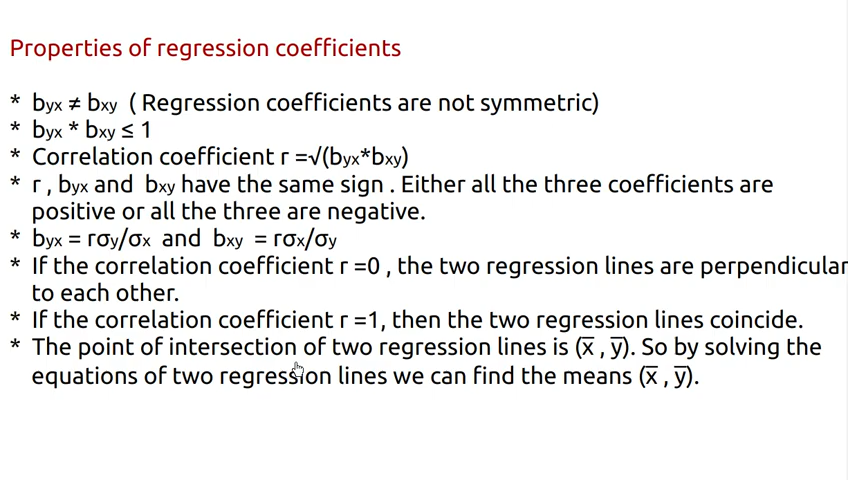 Properties of regression coefficients
* byx ≠ bxy ( Regression coefficients are not symmetric)
* byx * bxy ≤ 1
* Correlation coefficient r =√(byx*bxy)
* r , byx and bxy have the same sign . Either all the three coefficients are
positive or all the three are negative.
* byx = rσy/σx and bxy = rσx/σy
* If the correlation coefficient r =0 , the two regression lines are perpendicular
to each other.
* If the correlation coefficient r =1, then the two regression lines coincide.
* The point of intersection of two regression lines is (x̅ , y̅). So by solving the
equations of two regression lines we can find the means (x̅ , y̅).